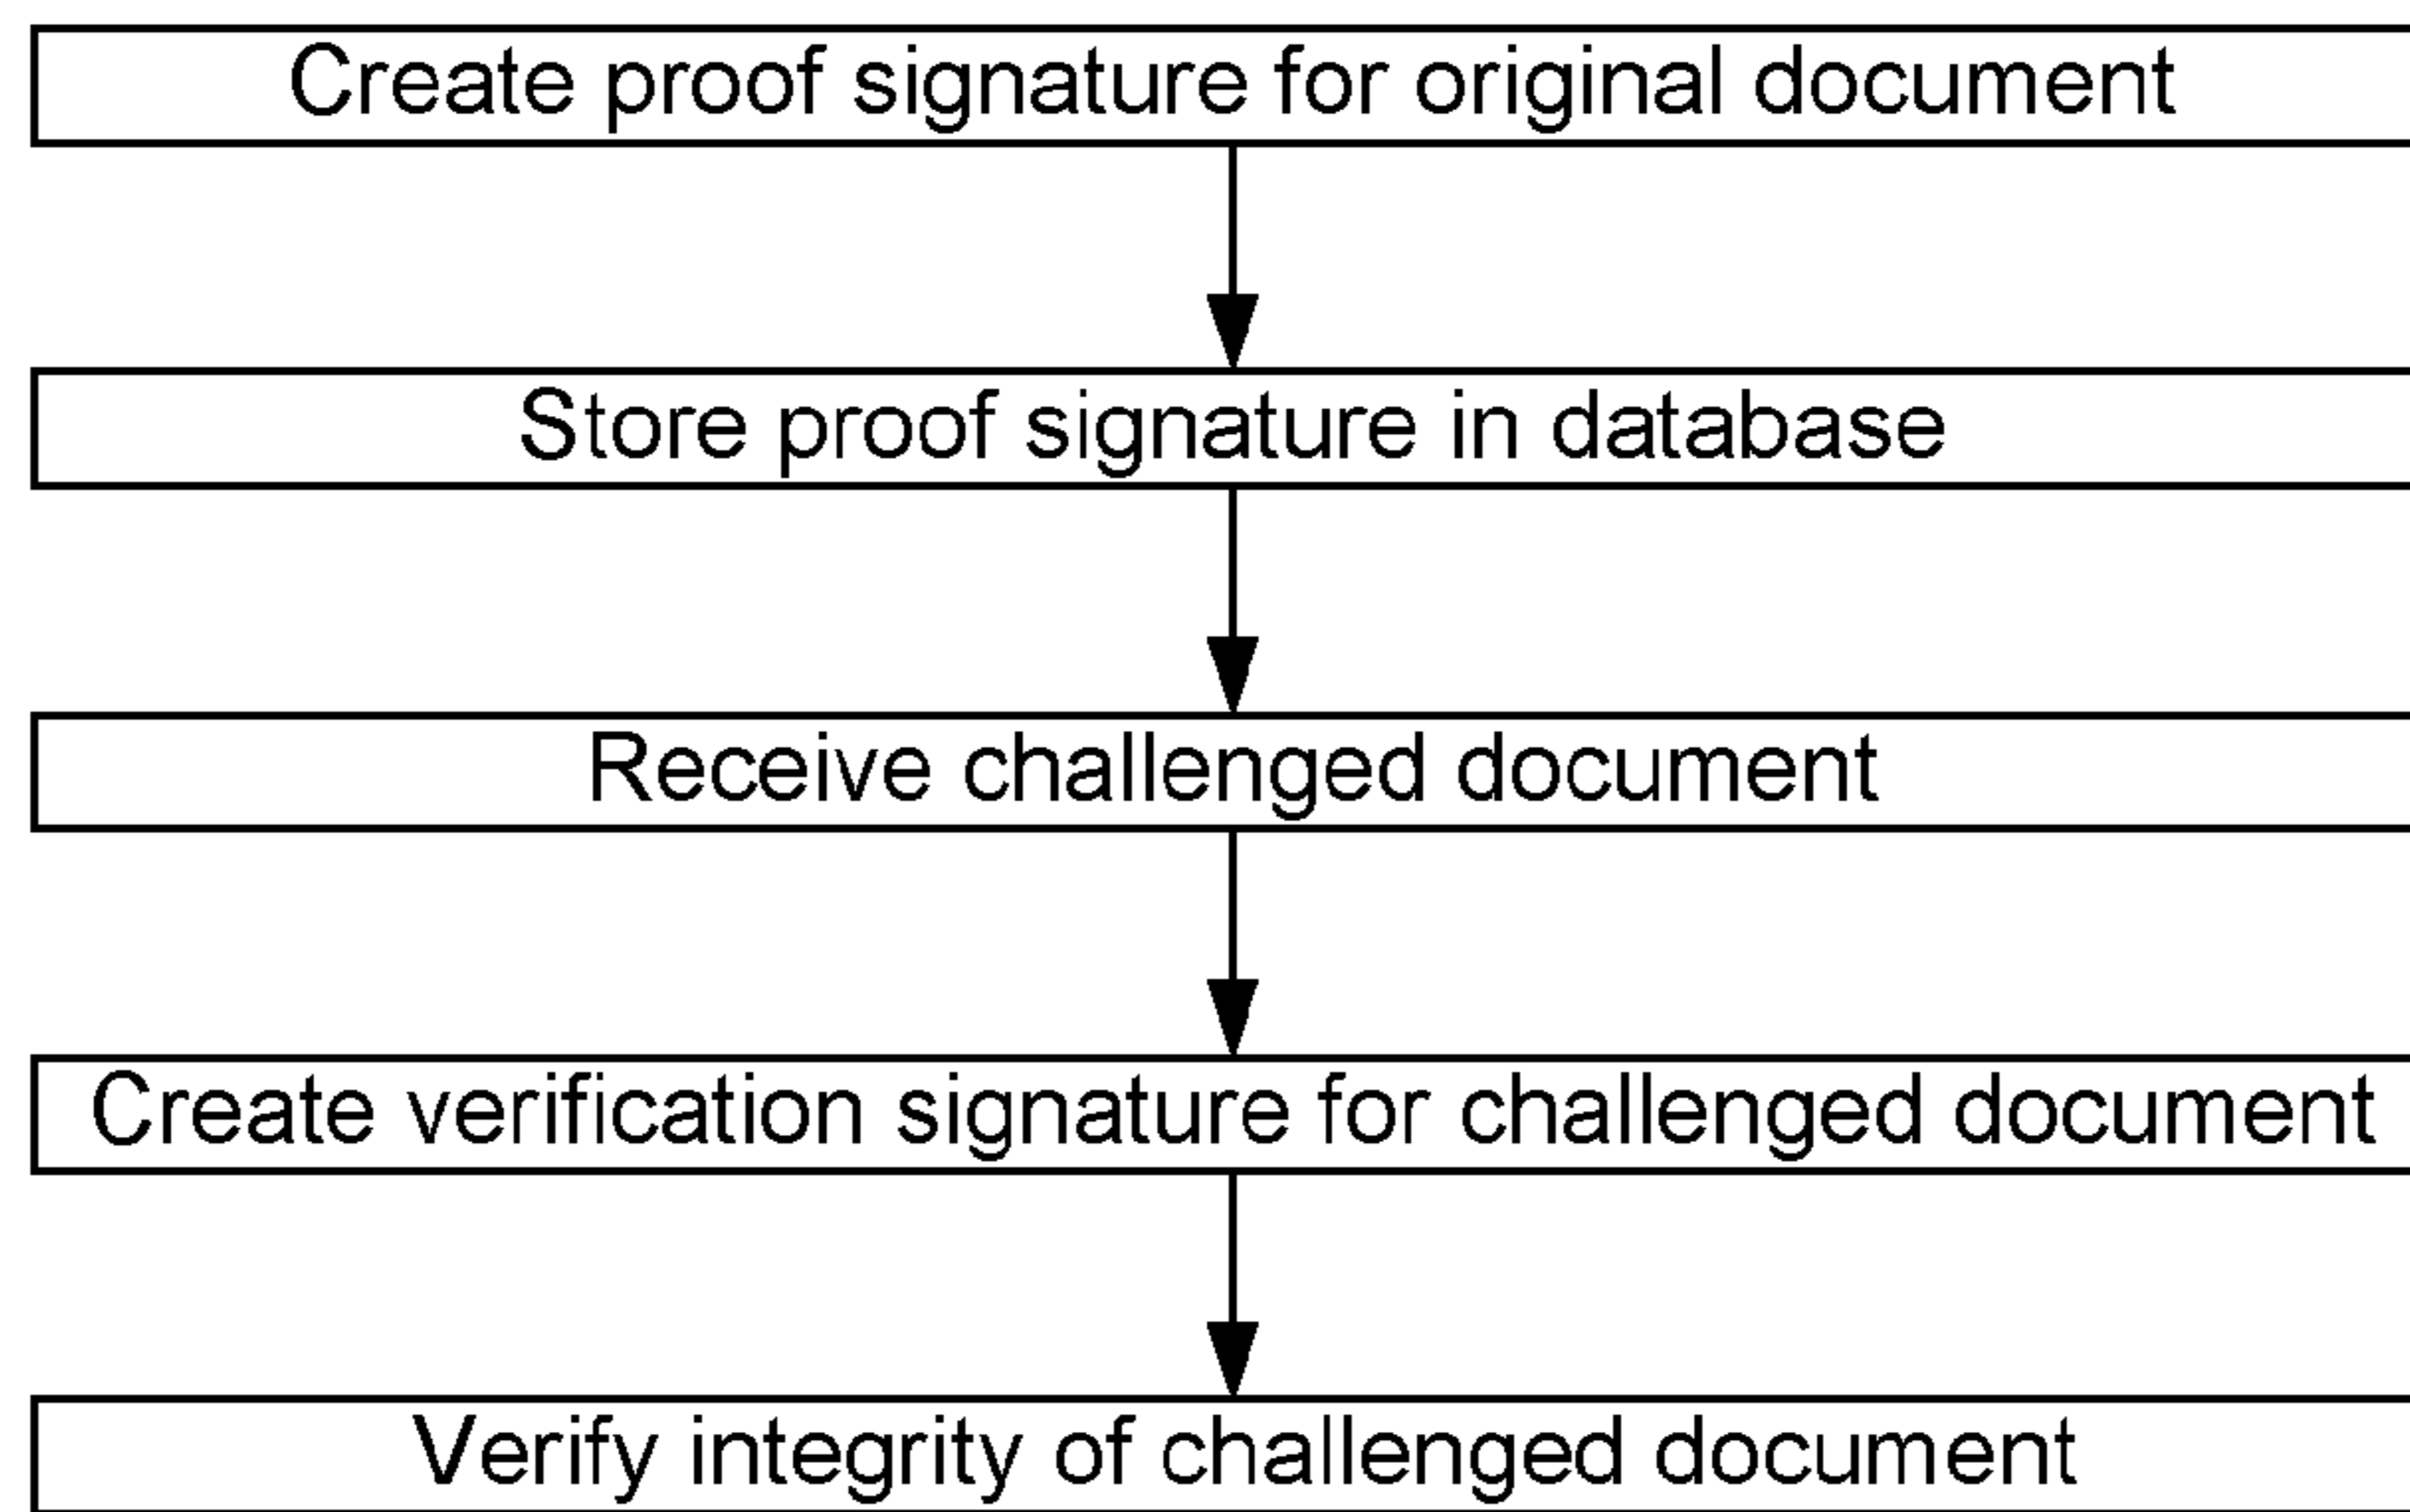 Create proof signature for original document
Store proof signature in database
Receive challenged document
Create verification signature for challenged document
Verify integrity of challenged document